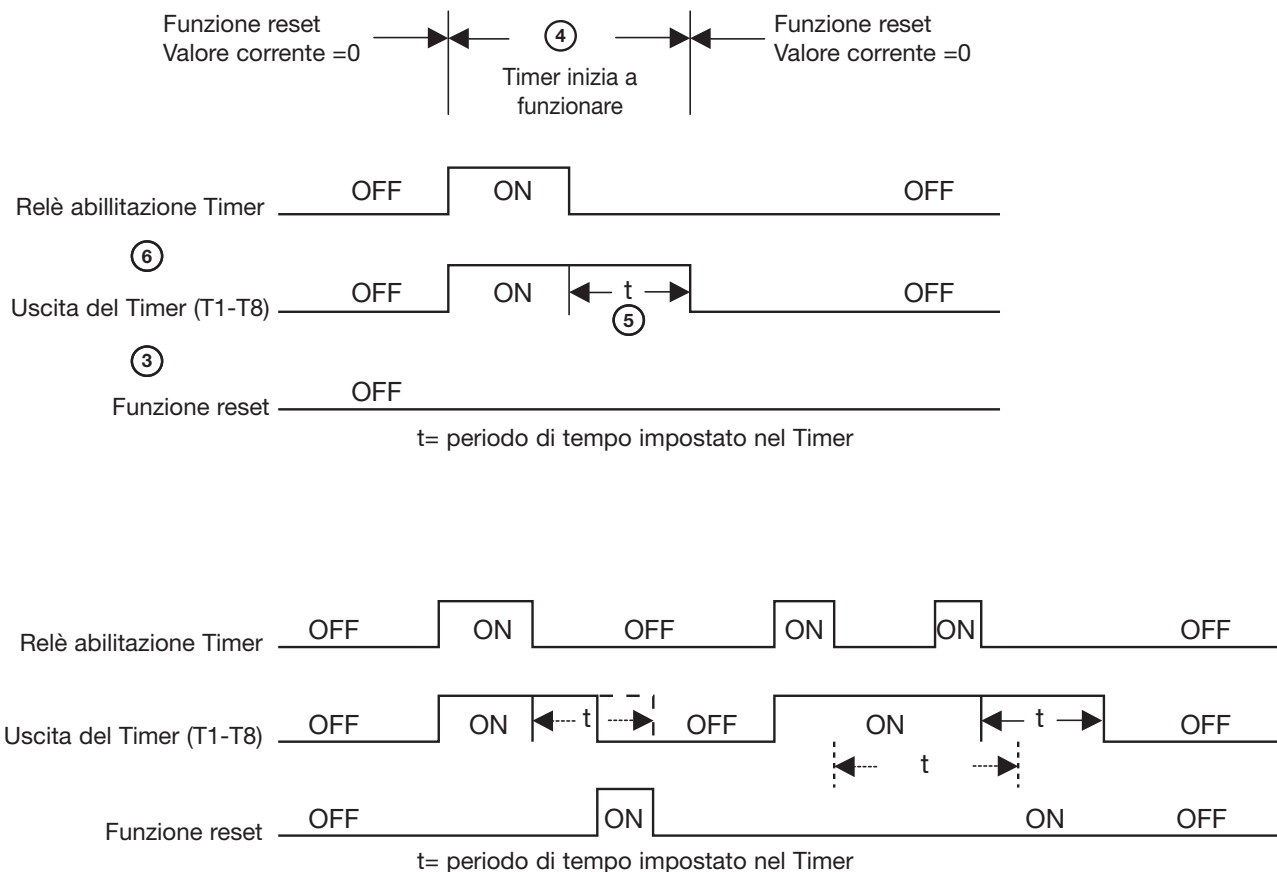 Funzione reset
Valore corrente =0
4
Timer inizia a
funzionare
Funzione reset
Valore corrente =0
Relè abillitazione Timer OFF ON OFF
6
Uscita del Timer (T1-T8) OFF ON t OFF
5
3
Funzione reset OFF
t= periodo di tempo impostato nel Timer
Relè abilitazione Timer OFF ON OFF ON ON OFF
Uscita del Timer (T1-T8) OFF ON t OFF ON t OFF
t
Funzione reset OFF ON ON OFF
t= periodo di tempo impostato nel Timer